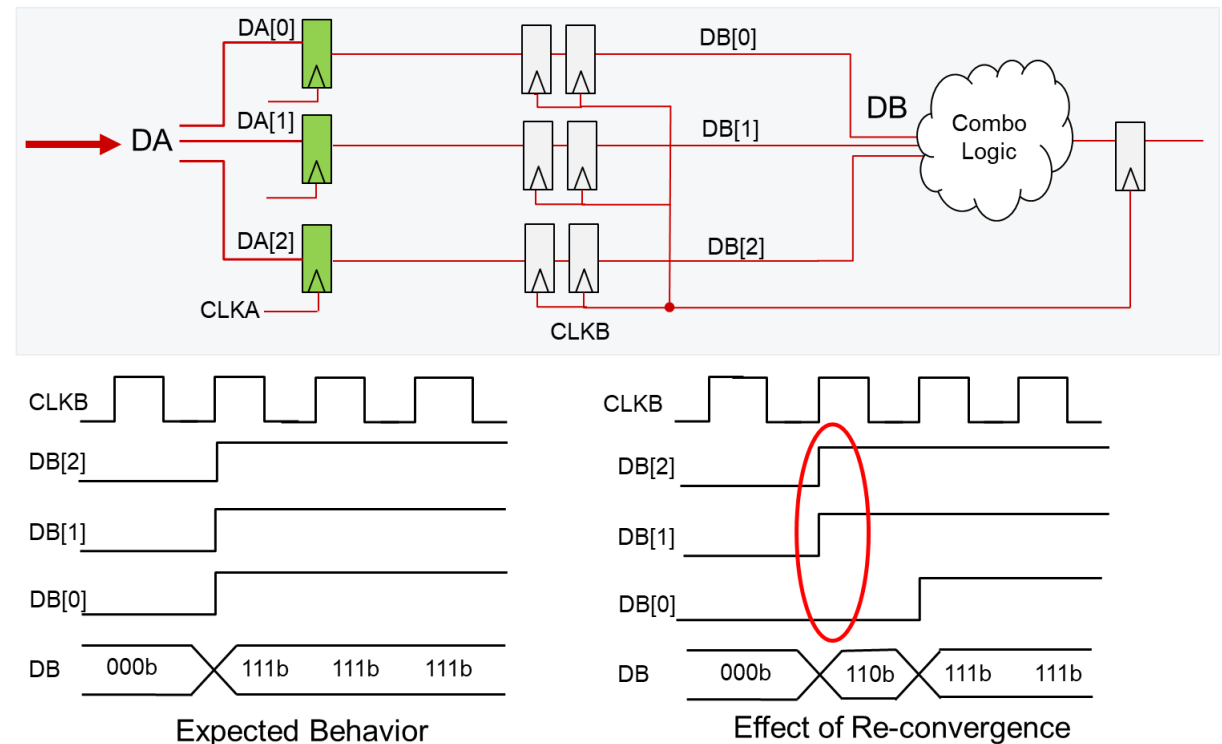 DA[0]
DB[0]
DA
DA[1]
DB[1]
DB
Combo
Logic
DA[2]
DB[2]
CLKA
CLKB
CLKB
DB[2]
DB[1]
DB[0]
DB 000b 111b 111b 111b
Expected Behavior
CLKB
DB[2]
DB[1]
DB[0]
DB 000b 110b 111b 111b
Effect of Re-convergence